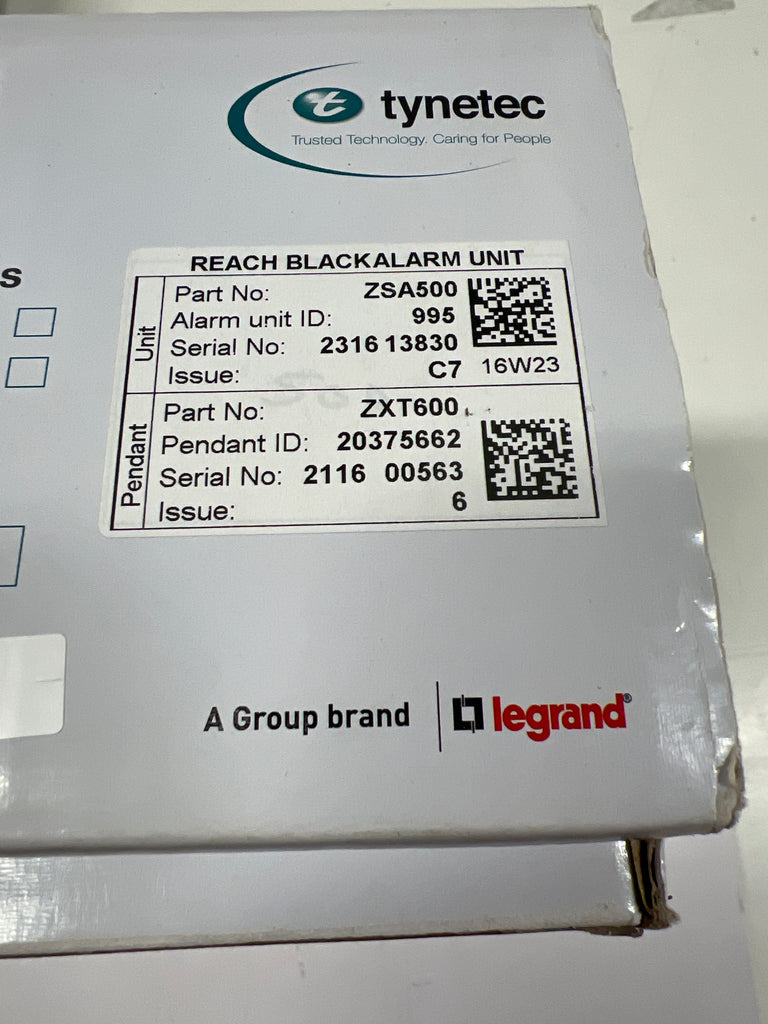 tynetec
Trusted Technology. Caring for People
s
REACH BLACKALARM UNIT
Unit
Part No: ZSA500
Alarm unit ID: 995
Serial No: 231613830
Issue: C7 16W23
Pendant
Part No: ZXT600
Pendant ID: 20375662
Serial No: 2116 00563
Issue: 6
A Group brand
legrand®